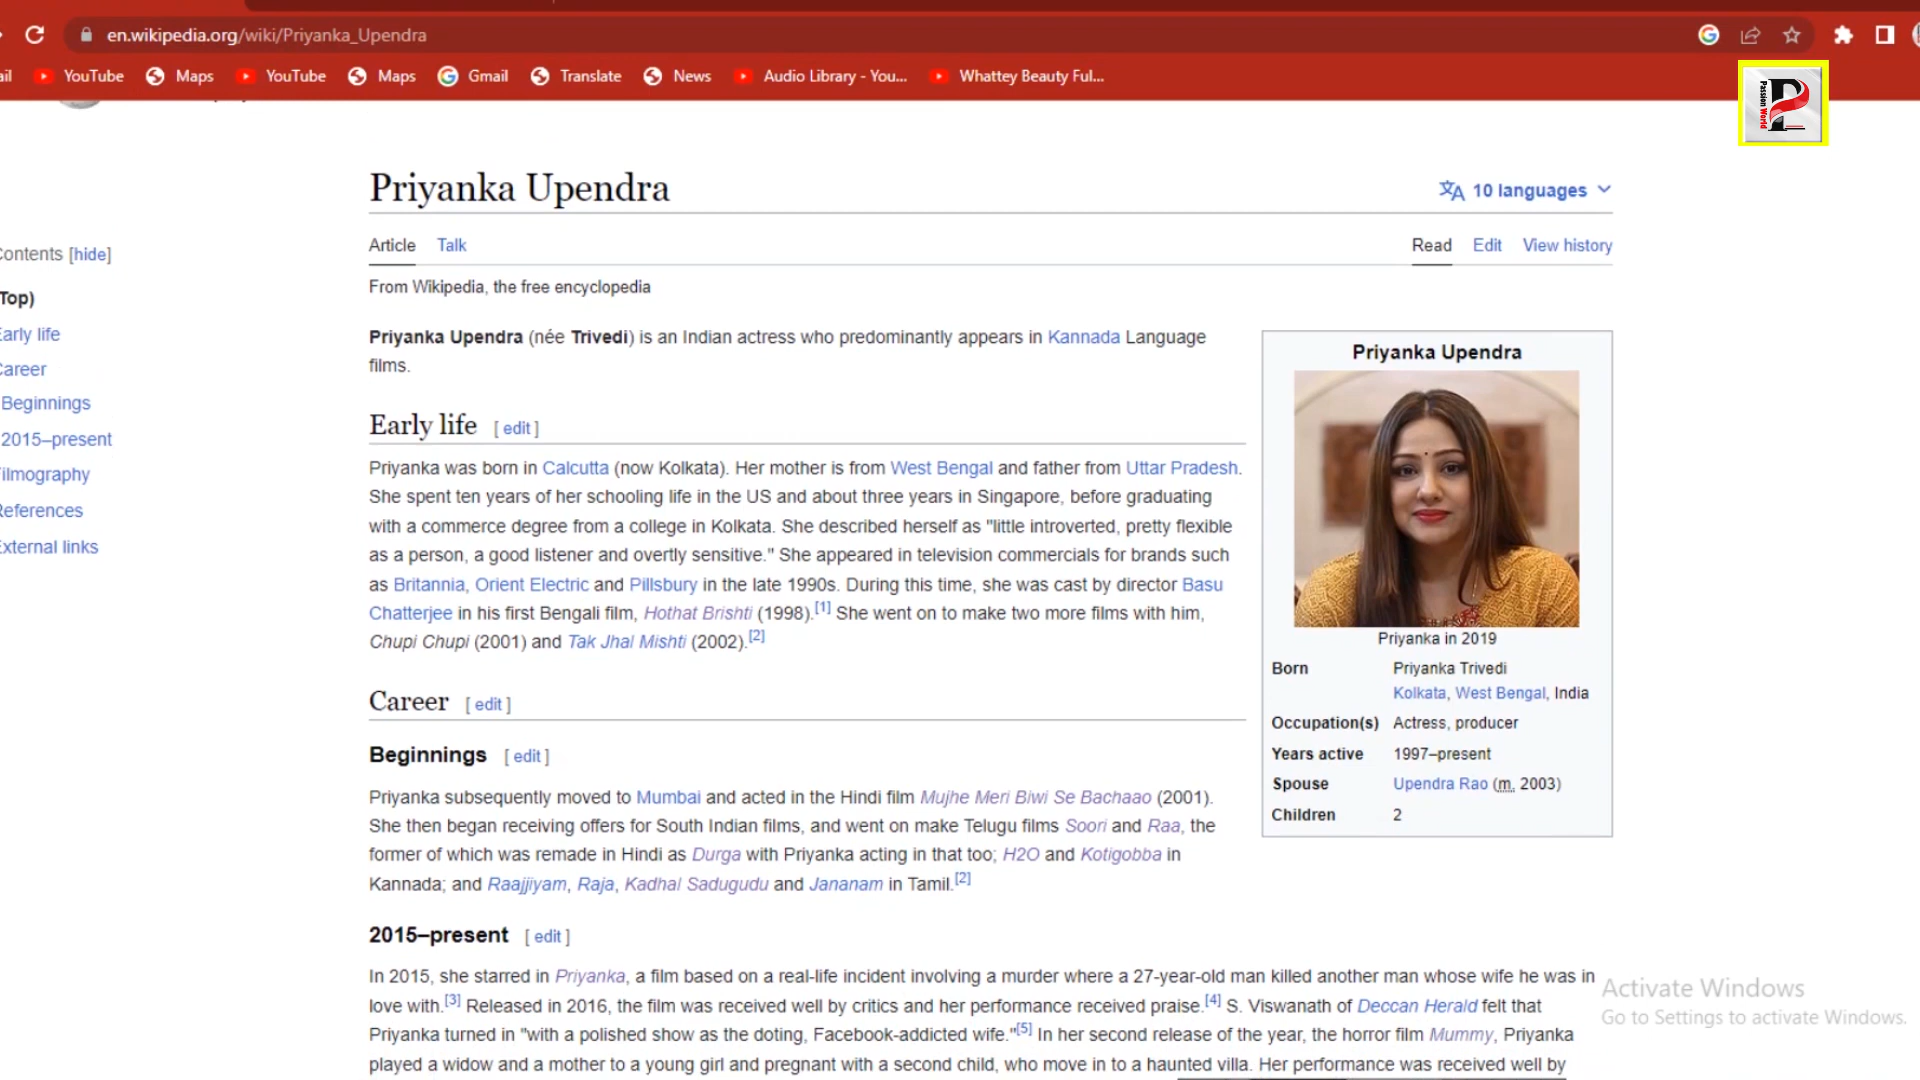 en.wikipedia.org/wiki/Priyanka_Upendra
ail YouTube Maps YouTube Maps Gmail Translate News Audio Library - You... Whattey Beauty Ful...
Passion World
Priyanka Upendra
10 languages
Article Talk Read Edit View history
From Wikipedia, the free encyclopedia
ontents [hide]
Top)
Early life
Career
Beginnings
2015–present
ilmography
References
External links
Priyanka Upendra (née Trivedi) is an Indian actress who predominantly appears in Kannada Language
films.
Early life [ edit ]
Priyanka was born in Calcutta (now Kolkata). Her mother is from West Bengal and father from Uttar Pradesh.
She spent ten years of her schooling life in the US and about three years in Singapore, before graduating
with a commerce degree from a college in Kolkata. She described herself as "little introverted, pretty flexible
as a person, a good listener and overtly sensitive." She appeared in television commercials for brands such
as Britannia, Orient Electric and Pillsbury in the late 1990s. During this time, she was cast by director Basu
Chatterjee in his first Bengali film, Hothat Brishti (1998).[1] She went on to make two more films with him,
Chupi Chupi (2001) and Tak Jhal Mishti (2002).[2]
Career [ edit ]
Beginnings [ edit ]
Priyanka subsequently moved to Mumbai and acted in the Hindi film Mujhe Meri Biwi Se Bachaao (2001).
She then began receiving offers for South Indian films, and went on make Telugu films Soori and Raa, the
former of which was remade in Hindi as Durga with Priyanka acting in that too; H2O and Kotigobba in
Kannada; and Raajjiyam, Raja, Kadhal Sadugudu and Jananam in Tamil.[2]
2015–present [ edit ]
In 2015, she starred in Priyanka, a film based on a real-life incident involving a murder where a 27-year-old man killed another man whose wife he was in
love with.[3] Released in 2016, the film was received well by critics and her performance received praise.[4] S. Viswanath of Deccan Herald felt that
Priyanka turned in "with a polished show as the doting, Facebook-addicted wife."[5] In her second release of the year, the horror film Mummy, Priyanka
played a widow and a mother to a young girl and pregnant with a second child, who move in to a haunted villa. Her performance was received well by
Priyanka Upendra
Priyanka in 2019
Born Priyanka Trivedi
Kolkata, West Bengal, India
Occupation(s) Actress, producer
Years active 1997–present
Spouse Upendra Rao (m. 2003)
Children 2
Activate Windows
Go to Settings to activate Windows.